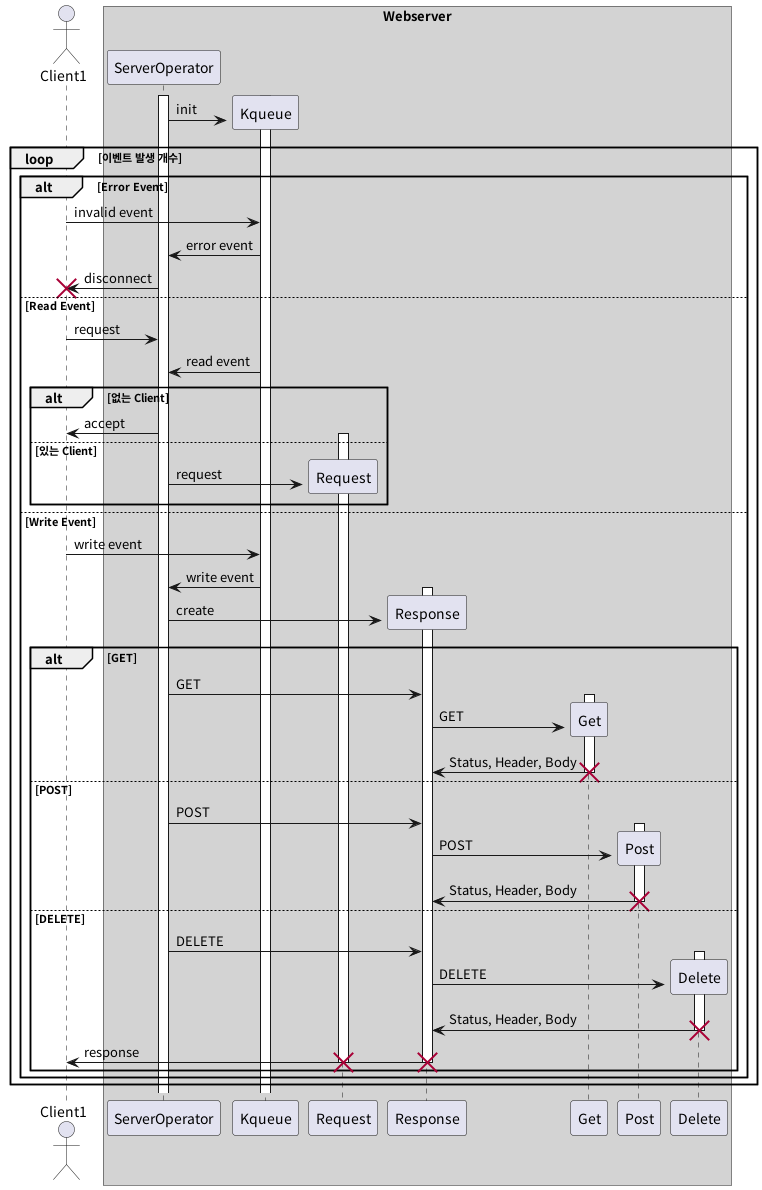 Webserver
Client1
ServerOperator
init
Kqueue
loop [이벤트 발생 개수]
alt [Error Event]
invalid event
error event
disconnect
[Read Event]
request
read event
alt [없는 Client]
accept
[있는 Client]
request
Request
[Write Event]
write event
write event
create
Response
alt [GET]
GET
GET
Get
Status, Header, Body
[POST]
POST
POST
Post
Status, Header, Body
[DELETE]
DELETE
DELETE
Delete
Status, Header, Body
response
Client1
ServerOperator
Kqueue
Request
Response
Get
Post
Delete